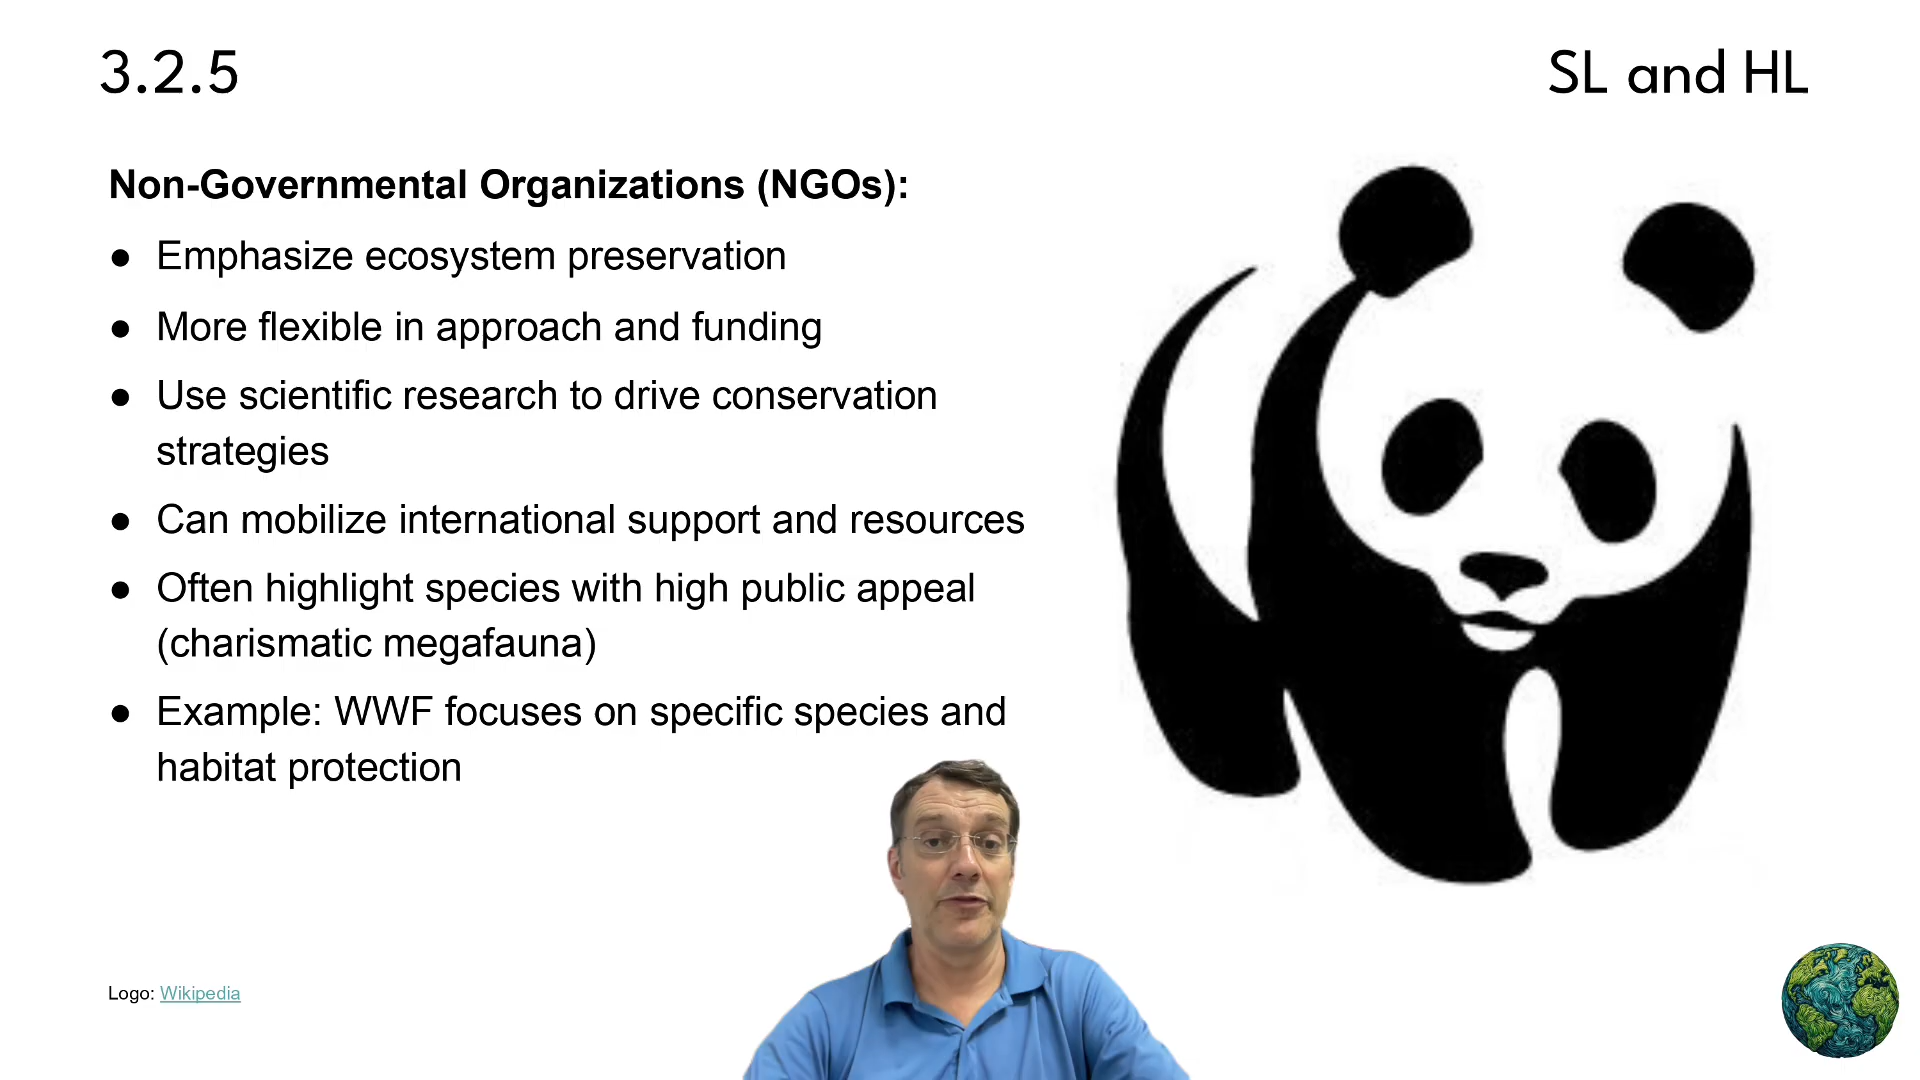 3.2.5
SL and HL
Non-Governmental Organizations (NGOs):
● Emphasize ecosystem preservation
● More flexible in approach and funding
● Use scientific research to drive conservation
strategies
● Can mobilize international support and resources
● Often highlight species with high public appeal
(charismatic megafauna)
● Example: WWF focuses on specific species and
habitat protection
Logo: Wikipedia